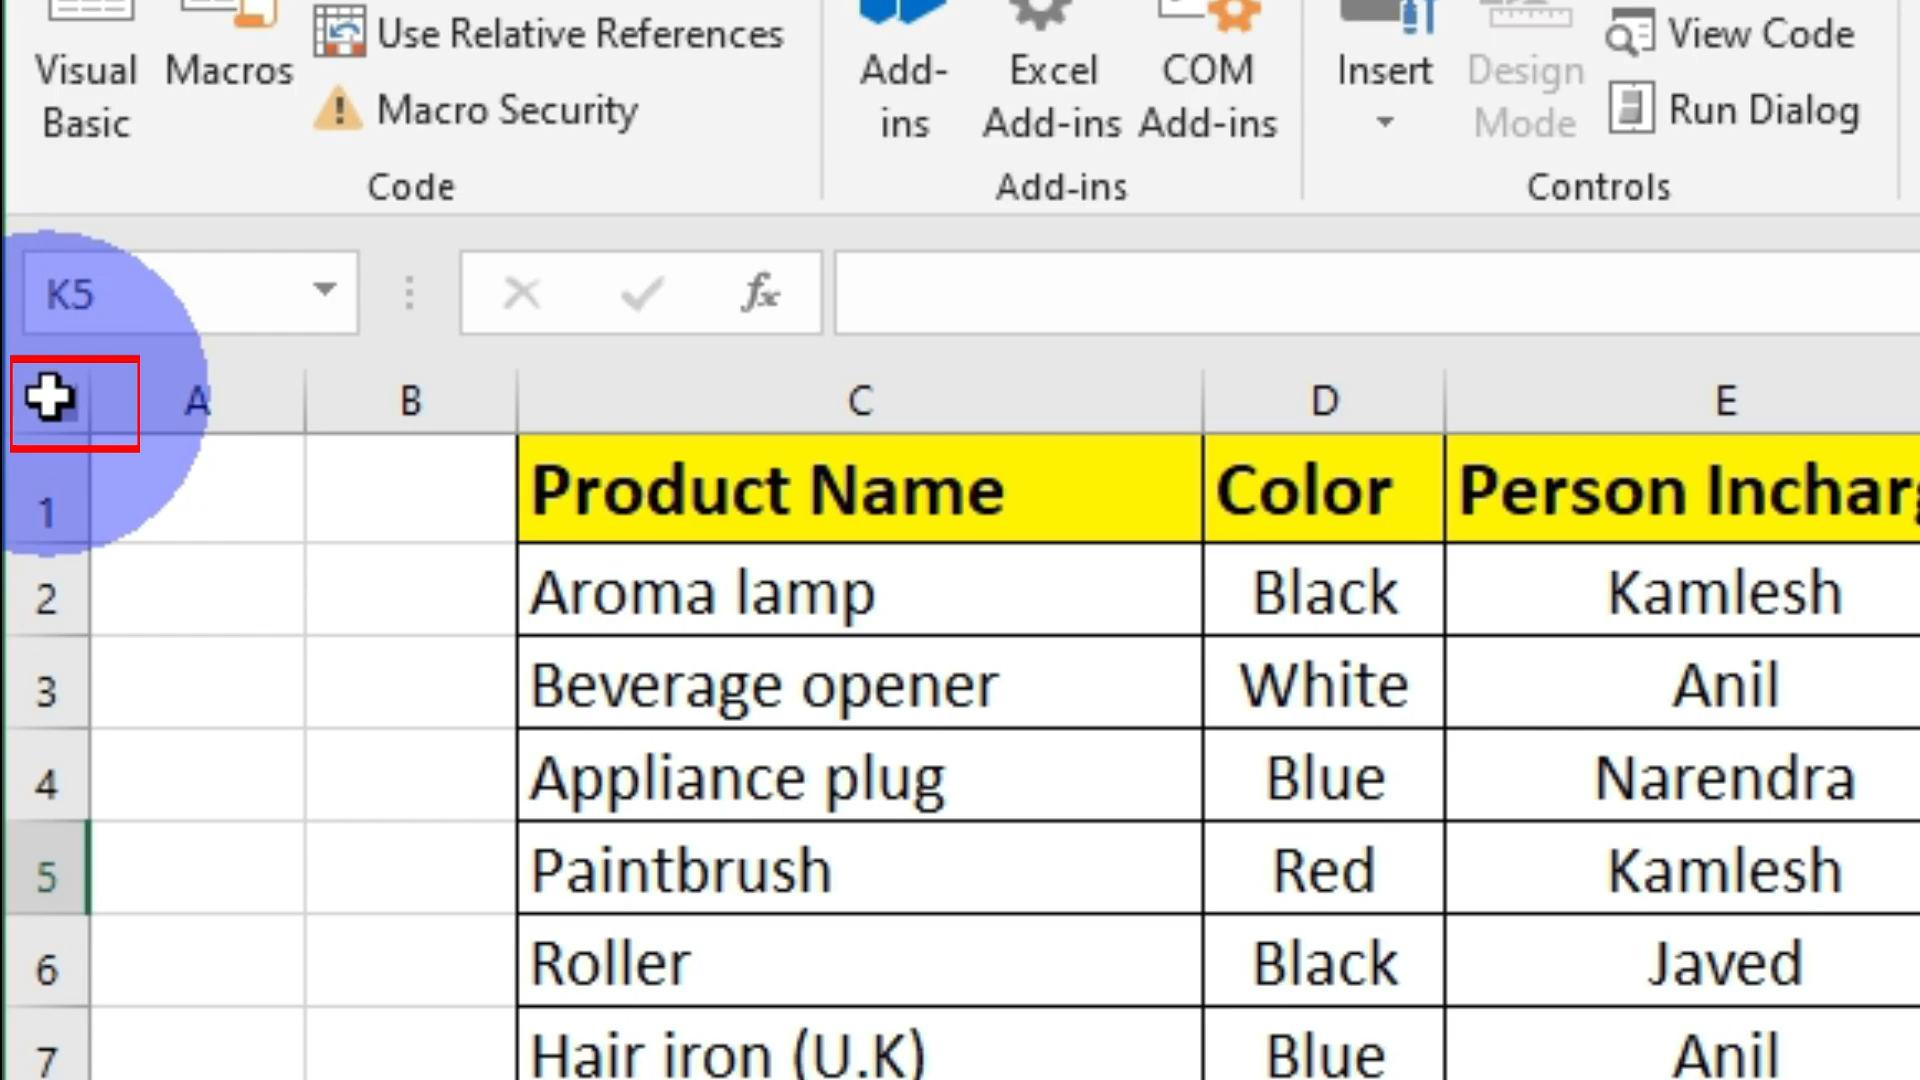 Visual Basic
Macros
Use Relative References
Macro Security
Code
Add-ins
Excel Add-ins
COM Add-ins
Add-ins
Insert
Design Mode
View Code
Run Dialog
Controls
K5
fx
A B C D E
1 Product Name Color Person Incharg
2 Aroma lamp Black Kamlesh
3 Beverage opener White Anil
4 Appliance plug Blue Narendra
5 Paintbrush Red Kamlesh
6 Roller Black Javed
7 Hair iron (U.K) Blue Anil